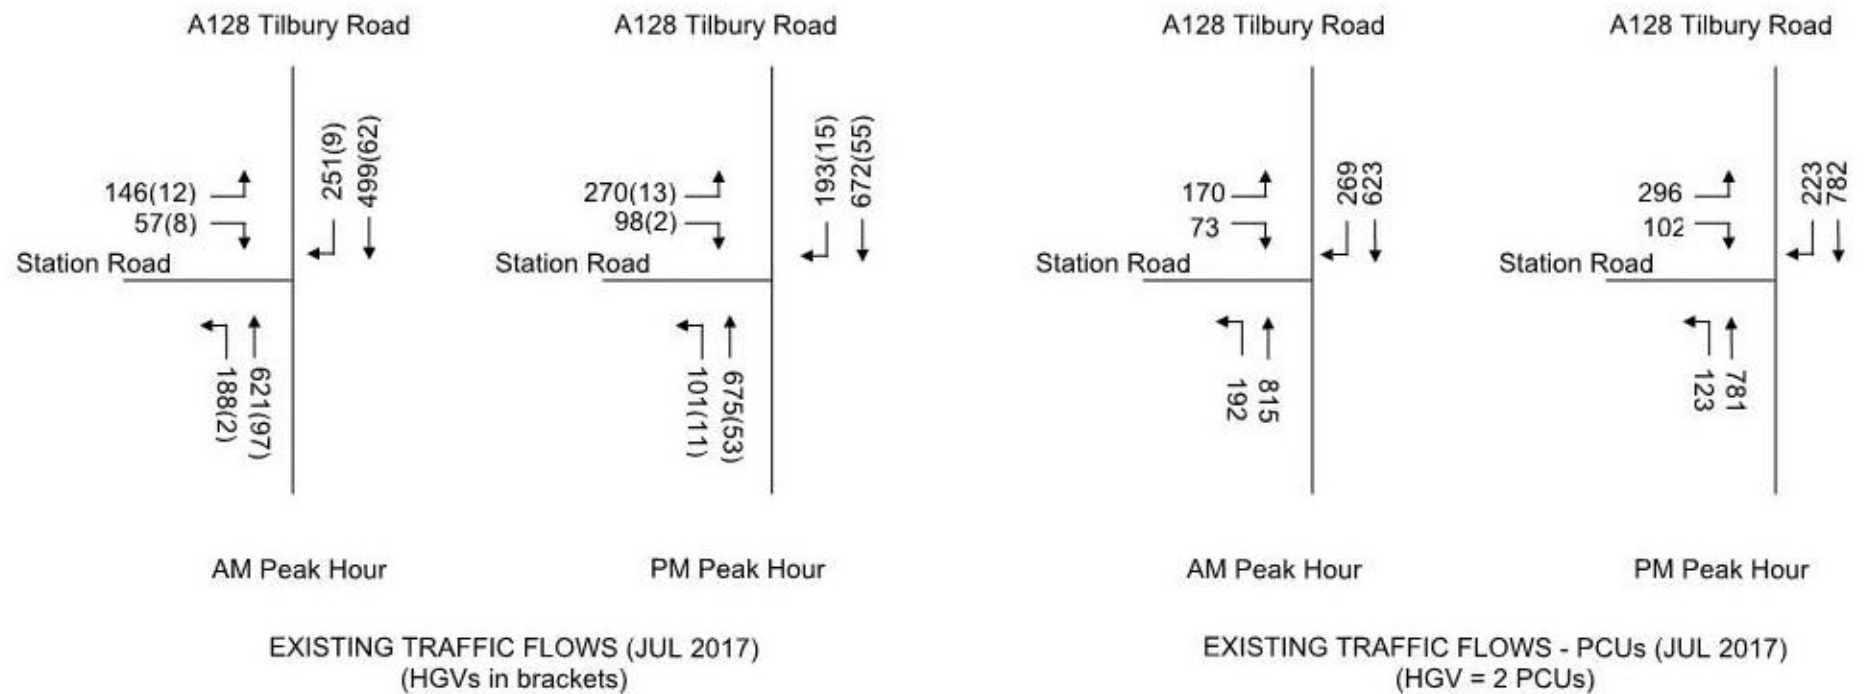 A128 Tilbury Road
251(9)
499(62)
146(12)
57(8)
Station Road
188(2)
621(97)
AM Peak Hour
A128 Tilbury Road
193(15)
672(55)
270(13)
98(2)
Station Road
101(11)
675(53)
PM Peak Hour
EXISTING TRAFFIC FLOWS (JUL 2017)
(HGVs in brackets)
A128 Tilbury Road
269
623
170
73
Station Road
192
815
AM Peak Hour
A128 Tilbury Road
223
782
296
102
Station Road
123
781
PM Peak Hour
EXISTING TRAFFIC FLOWS - PCUs (JUL 2017)
(HGV = 2 PCUs)